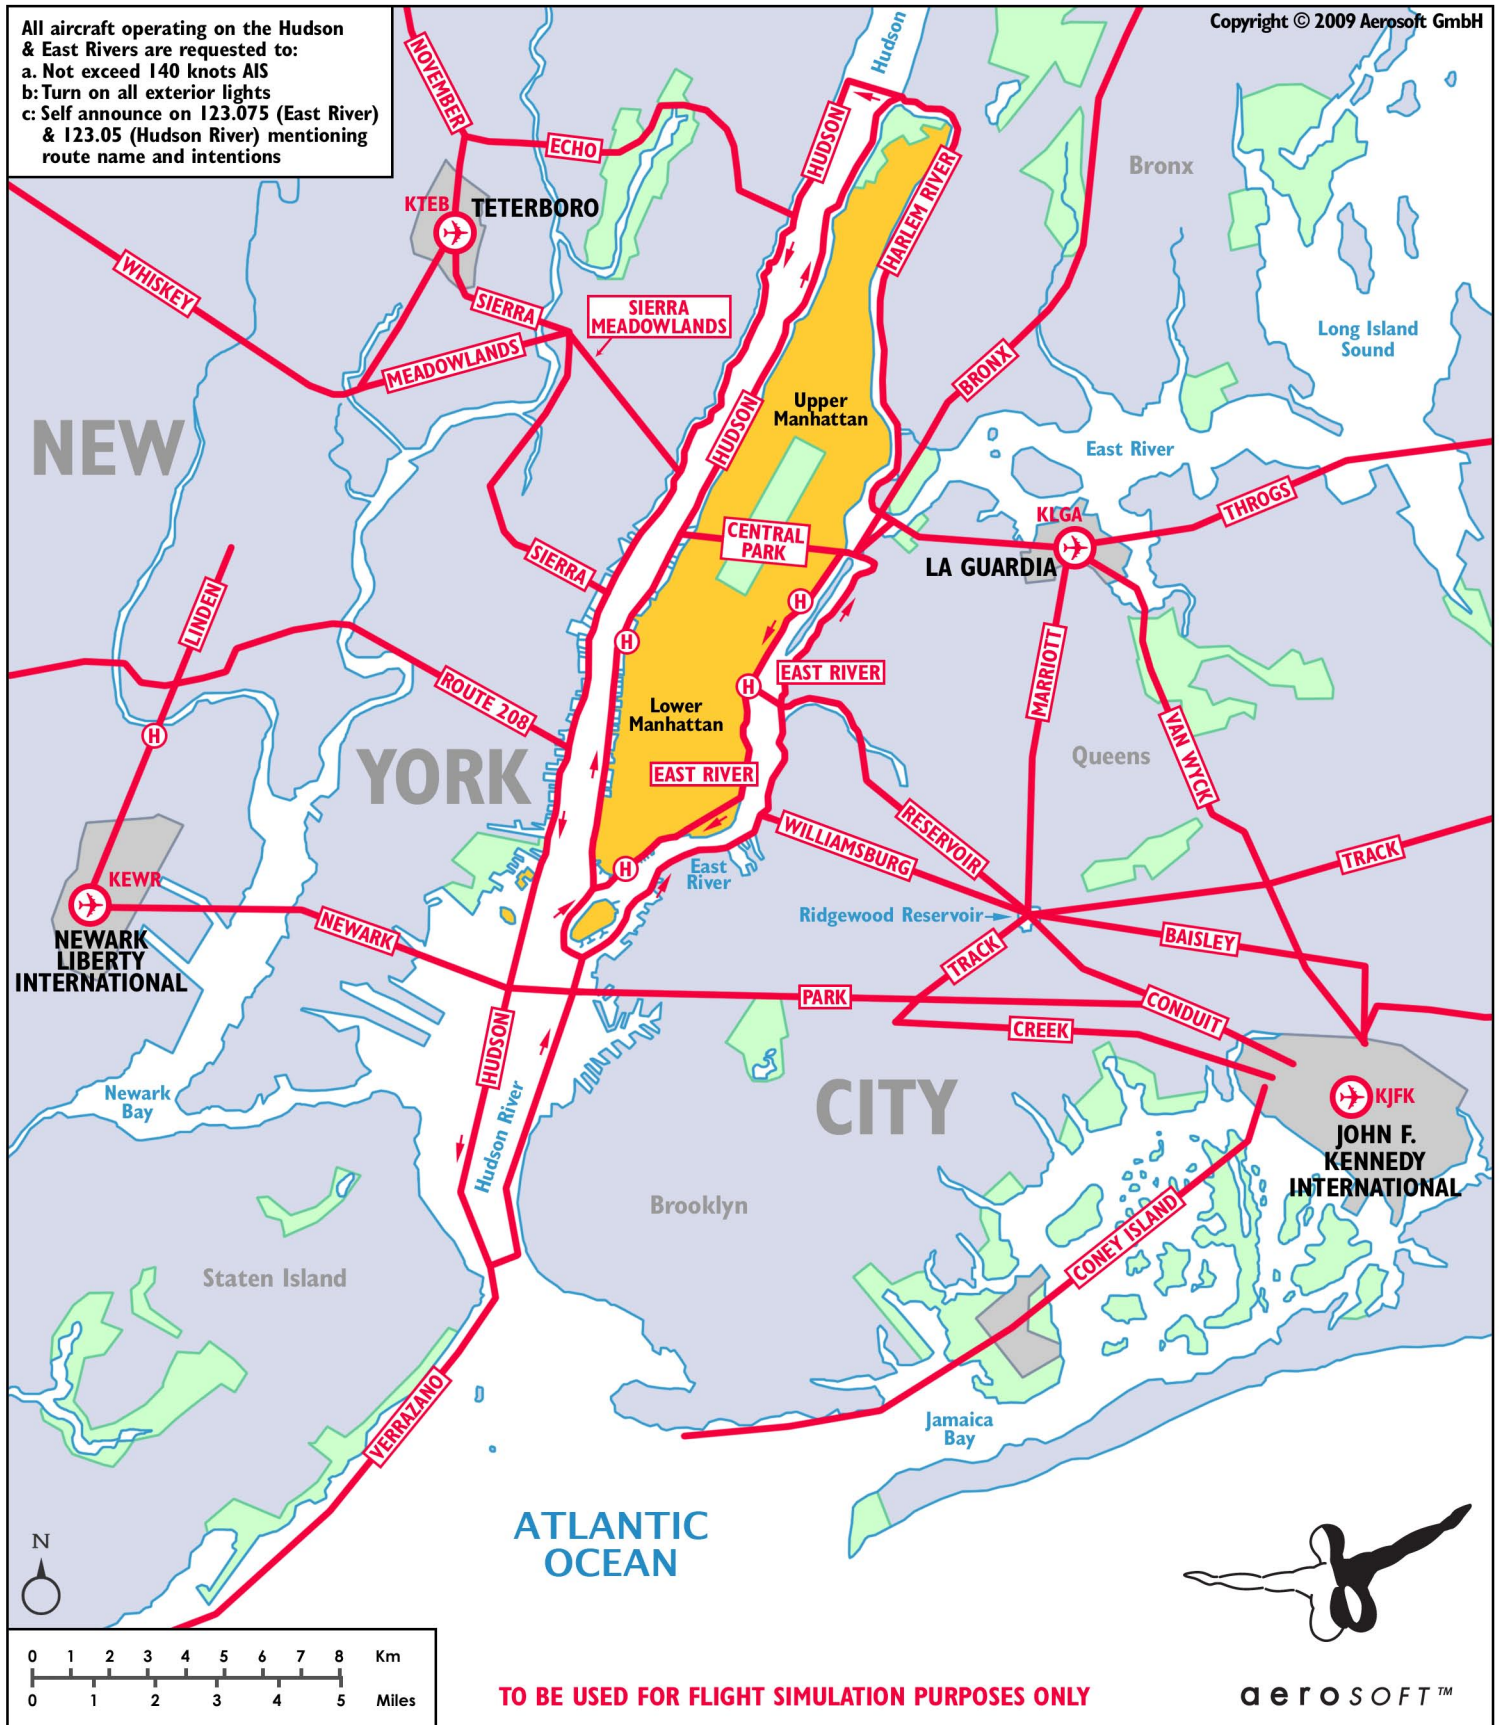 All aircraft operating on the Hudson
& East Rivers are requested to:
a. Not exceed 140 knots AIS
b: Turn on all exterior lights
c: Self announce on 123.075 (East River)
& 123.05 (Hudson River) mentioning
route name and intentions
Copyright © 2009 Aerosoft GmbH
Hudson
NOVEMBER
ECHO
HUDSON
HARLEM RIVER
Bronx
KTEB
TETERBORO
WHISKEY
SIERRA
SIERRA
MEADOWLANDS
MEADOWLANDS
Long Island
Sound
BRONX
Upper
Manhattan
HUDSON
NEW
East River
THROGS
KLGA
LA GUARDIA
CENTRAL
PARK
SIERRA
LINDEN
H
H
H
H
H
EAST RIVER
MARRIOTT
ROUTE 208
Lower
Manhattan
VAN WYCK
Queens
YORK
EAST RIVER
RESERVOIR
WILLIAMSBURG
TRACK
East
River
KEWR
NEWARK
LIBERTY
INTERNATIONAL
NEWARK
Ridgewood Reservoir
BAISLEY
TRACK
PARK
CONDUIT
CREEK
HUDSON
Hudson River
Newark
Bay
CITY
KJFK
JOHN F.
KENNEDY
INTERNATIONAL
Brooklyn
CONEY ISLAND
Staten Island
VERRAZANO
Jamaica
Bay
ATLANTIC
OCEAN
N
0 1 2 3 4 5 6 7 8 Km
0 1 2 3 4 5 Miles
TO BE USED FOR FLIGHT SIMULATION PURPOSES ONLY
aeroSOFT™